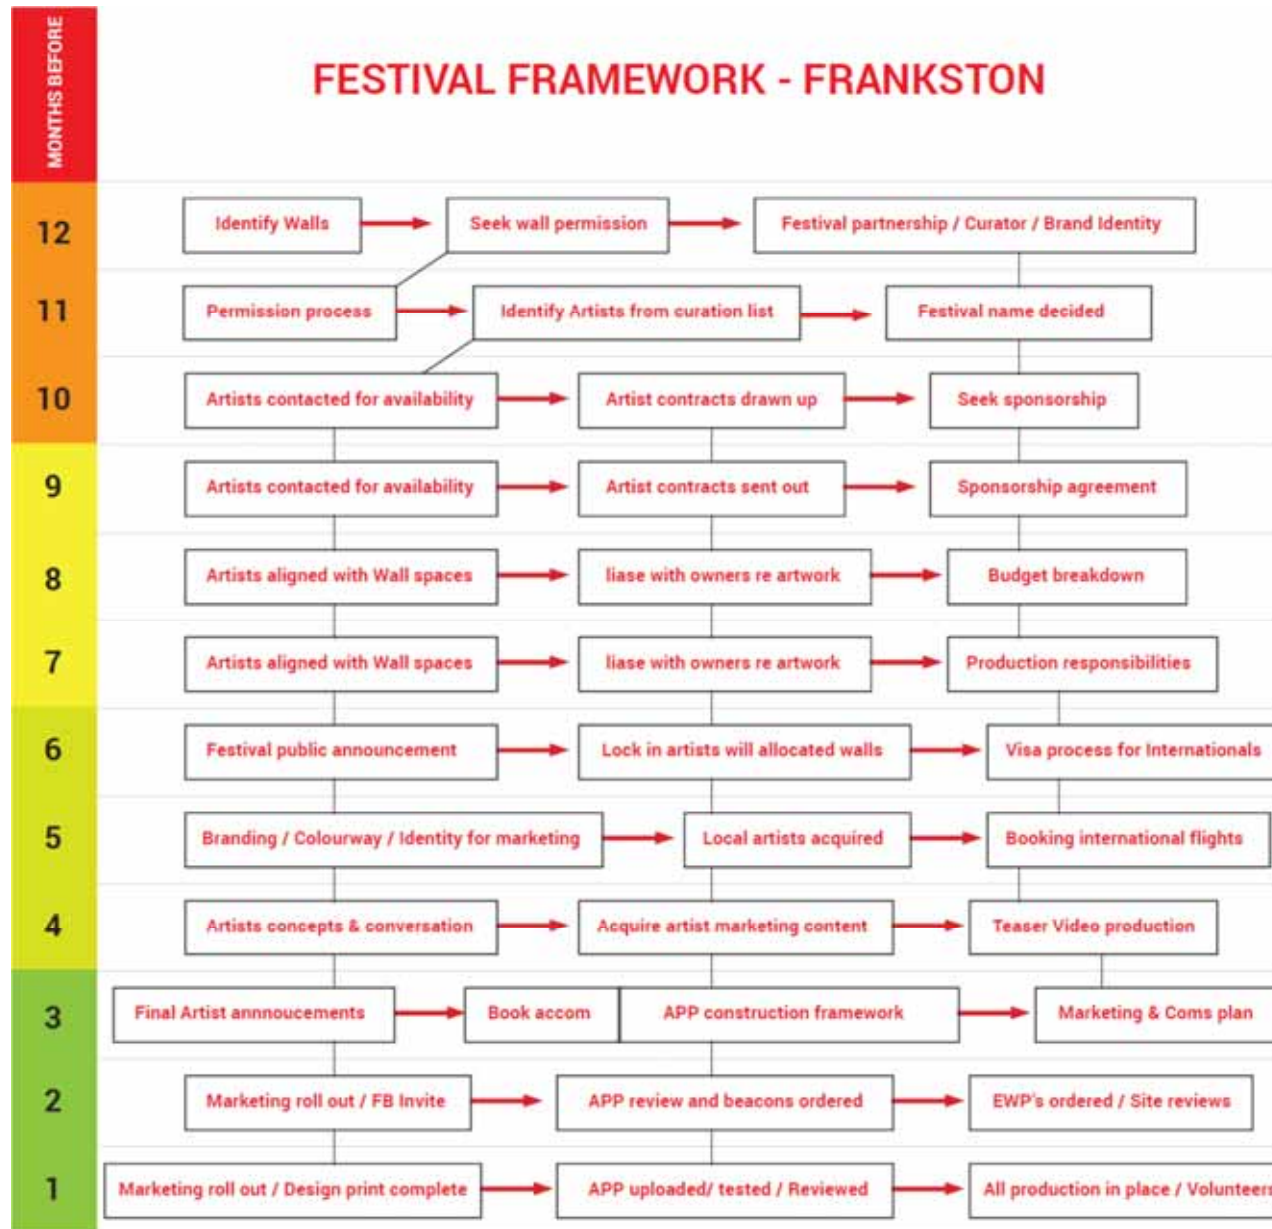 MONTHS BEFORE
FESTIVAL FRAMEWORK - FRANKSTON
12
Identify Walls
Seek wall permission
Festival partnership / Curator / Brand Identity
11
Permission process
Identify Artists from curation list
Festival name decided
10
Artists contacted for availability
Artist contracts drawn up
Seek sponsorship
9
Artists contacted for availability
Artist contracts sent out
Sponsorship agreement
8
Artists aligned with Wall spaces
liase with owners re artwork
Budget breakdown
7
Artists aligned with Wall spaces
liase with owners re artwork
Production responsibilities
6
Festival public announcement
Lock in artists will allocated walls
Visa process for Internationals
5
Branding / Colourway / Identity for marketing
Local artists acquired
Booking international flights
4
Artists concepts & conversation
Acquire artist marketing content
Teaser Video production
3
Final Artist annnoucements
Book accom
APP construction framework
Marketing & Coms plan
2
Marketing roll out / FB Invite
APP review and beacons ordered
EWP's ordered / Site reviews
1
Marketing roll out / Design print complete
APP uploaded/ tested / Reviewed
All production in place / Volunteers